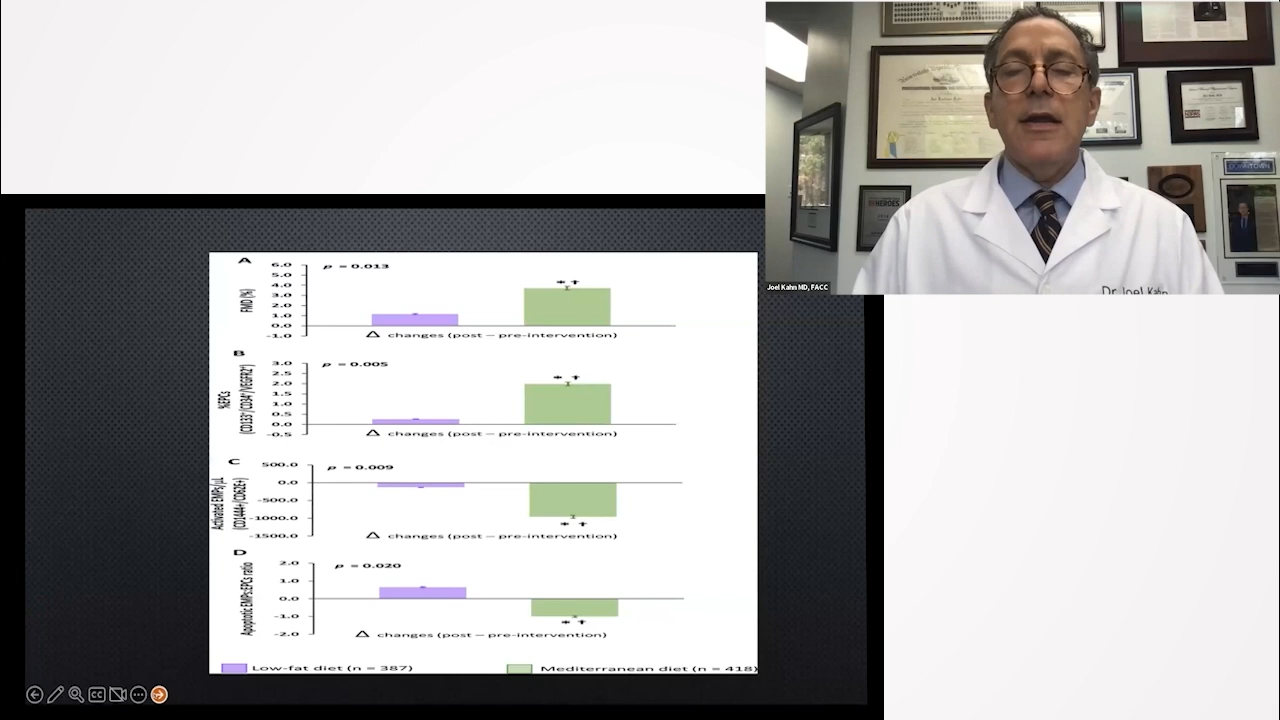 DOWNTOWN
HEROES
Joel Kahn MD, FACC
Dr. Joel Kahn
A
6.0
5.0
4.0
3.0
2.0
1.0
0.0
-1.0
FMD (%)
p = 0.013
* †
Δ changes (post – pre-intervention)
B
3.0
2.5
2.0
1.5
1.0
0.5
0.0
-0.5
%EPCs
(CD133+/CD34+/VEGFR2+)
p = 0.005
* †
Δ changes (post – pre-intervention)
C
500.0
0.0
-500.0
-1000.0
-1500.0
Activated EMPs/µL
(CD144+/CD62E+)
p = 0.009
* †
Δ changes (post – pre-intervention)
D
2.0
1.0
0.0
-1.0
-2.0
Apoptotic EMPs:EPCs ratio
p = 0.020
* †
Δ changes (post – pre-intervention)
Low-fat diet (n = 387)
Mediterranean diet (n = 418)
CC